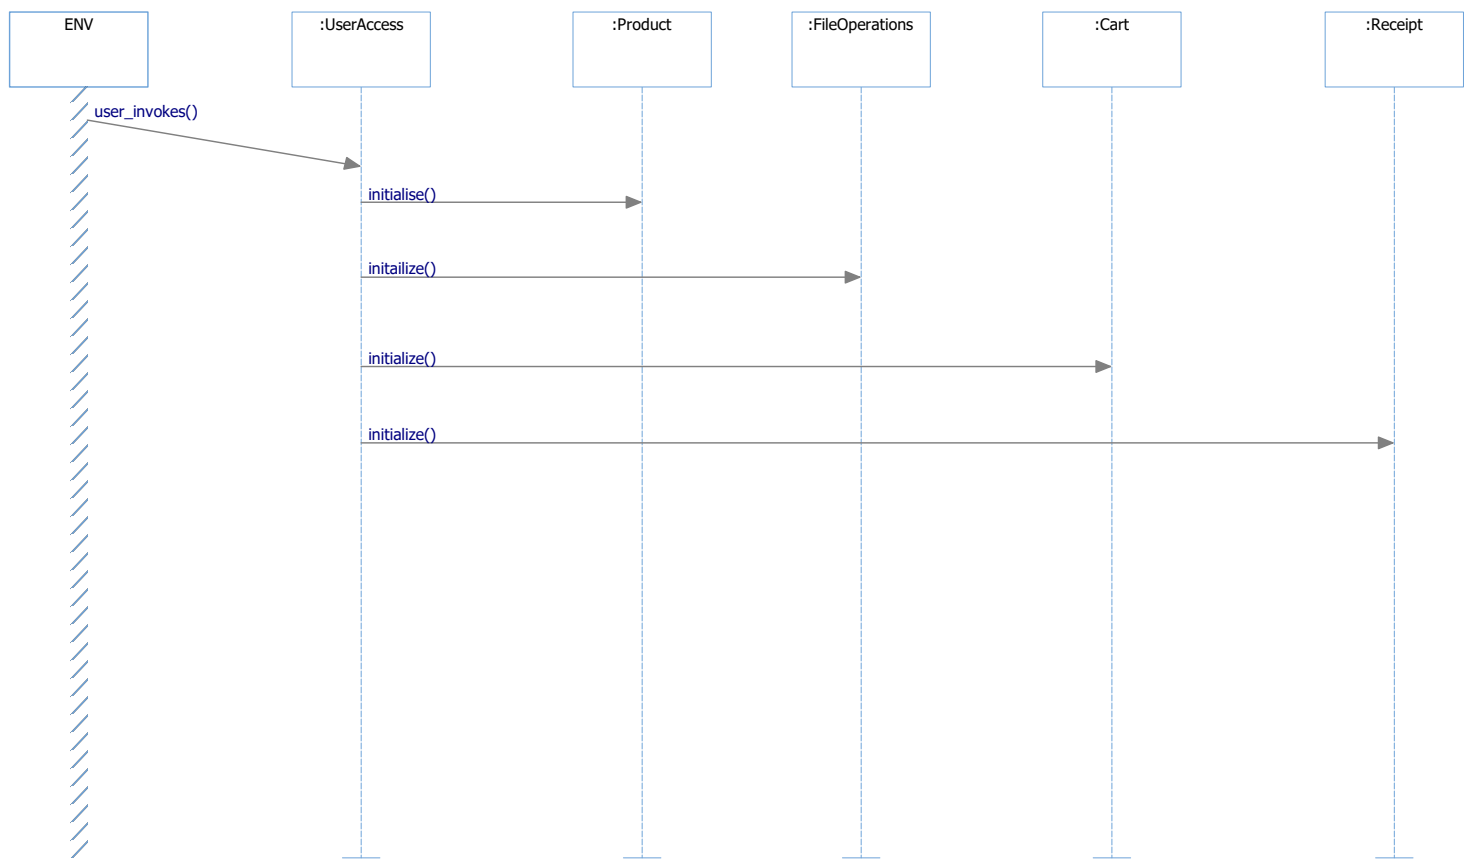 ENV
:UserAccess
:Product
:FileOperations
:Cart
:Receipt
user_invokes()
initialise()
initailize()
initialize()
initialize()